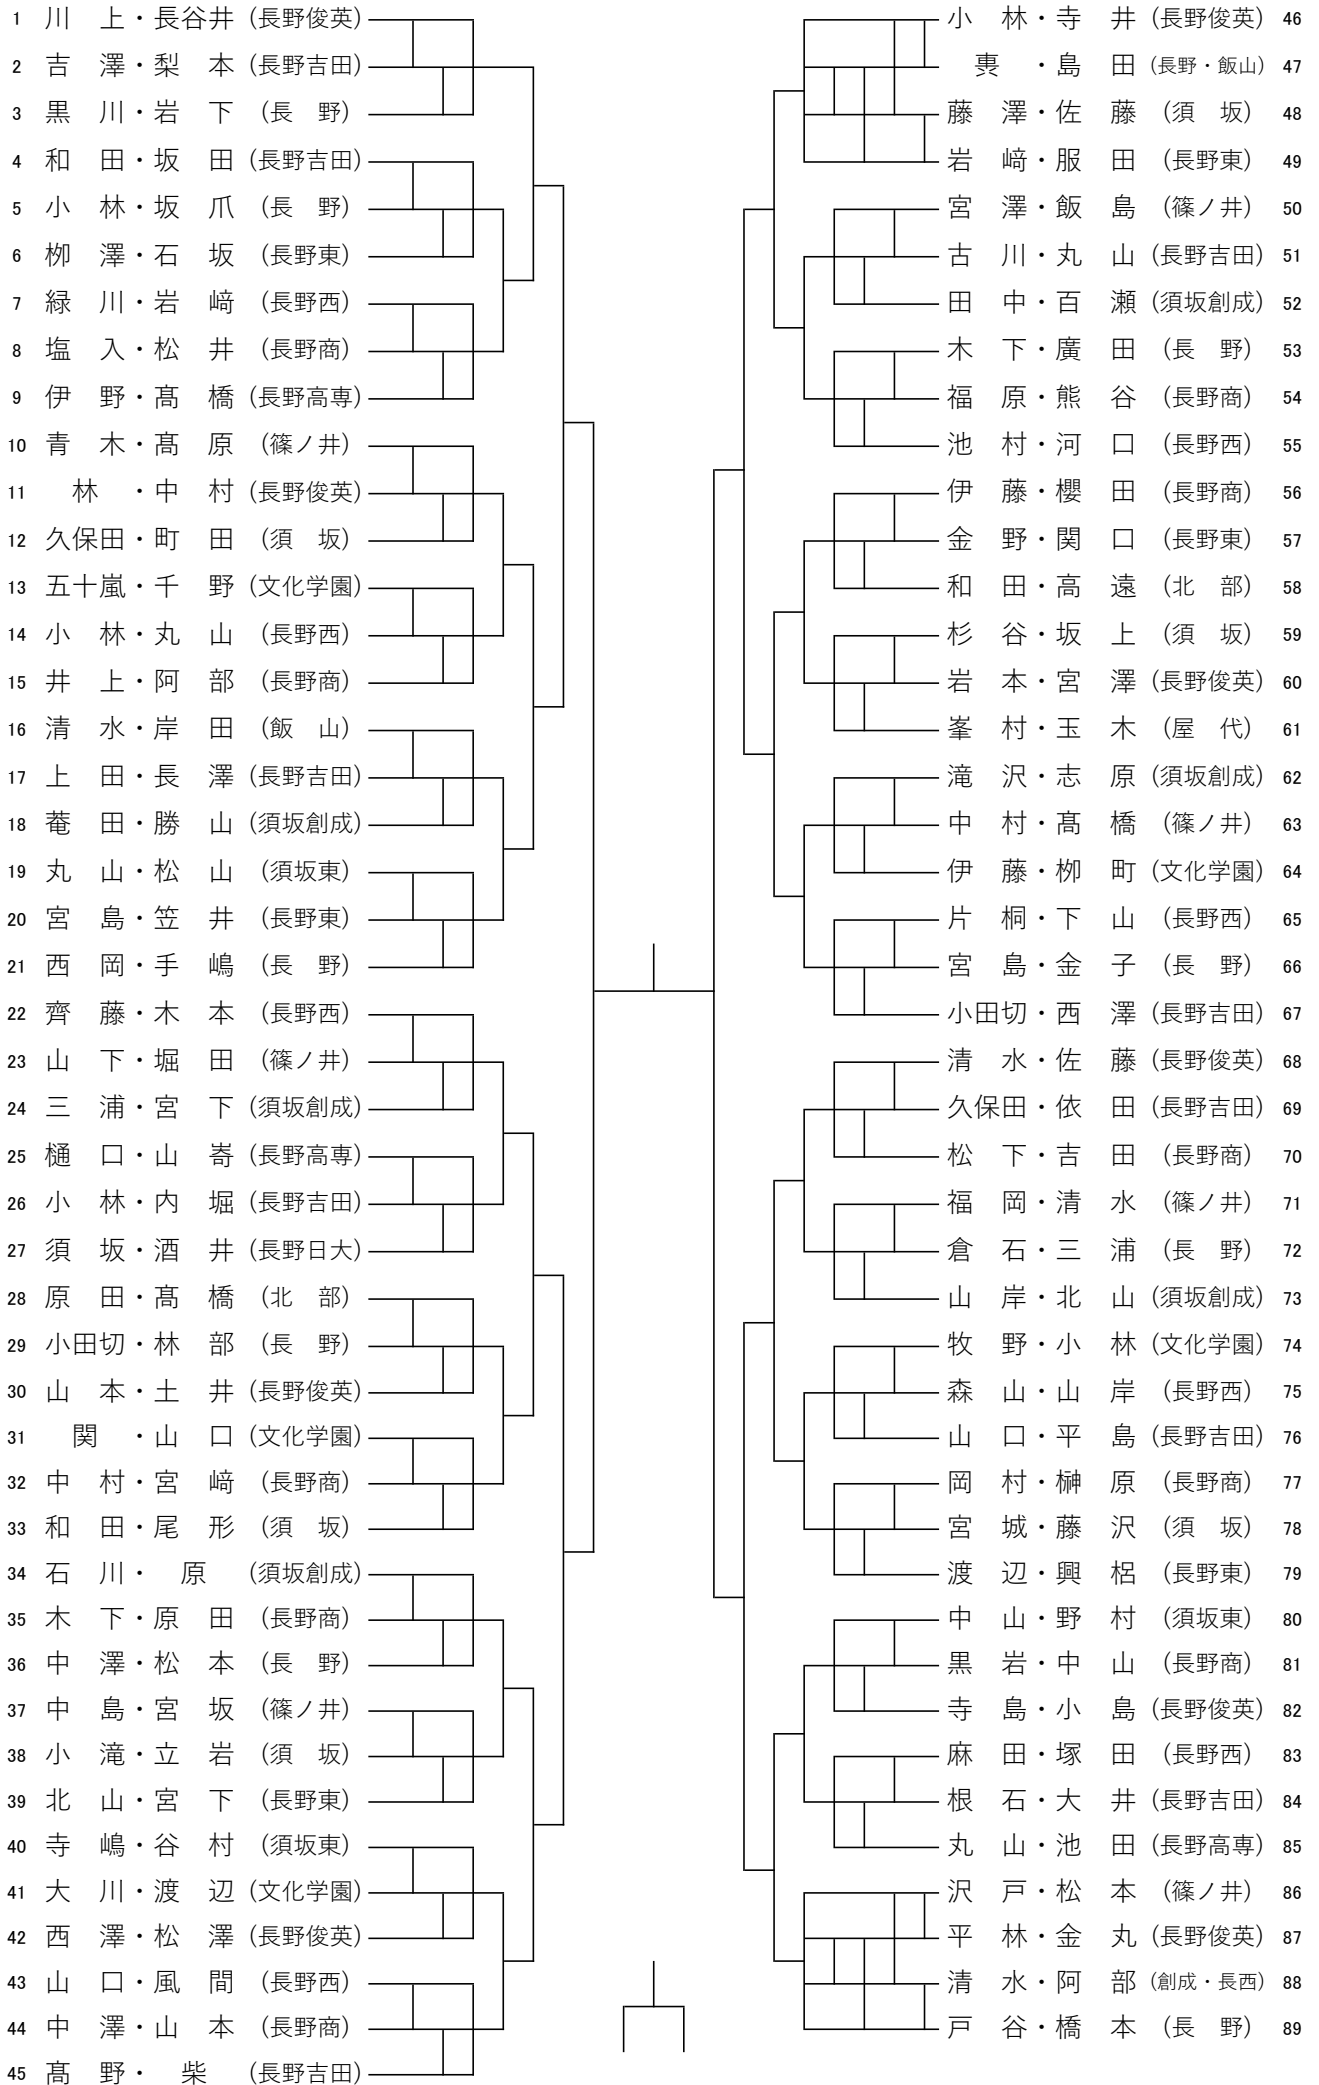 1 川　上・長谷井 (長野俊英)
2 吉　澤・梨　本 (長野吉田)
3 黒　川・岩　下 (長　野)
4 和　田・坂　田 (長野吉田)
5 小　林・坂　爪 (長　野)
6 栁　澤・石　坂 (長野東)
7 緑　川・岩　﨑 (長野西)
8 塩　入・松　井 (長野商)
9 伊　野・髙　橋 (長野高専)
10 青　木・髙　原 (篠ノ井)
11 林　・中　村 (長野俊英)
12 久保田・町　田 (須　坂)
13 五十嵐・千　野 (文化学園)
14 小　林・丸　山 (長野西)
15 井　上・阿　部 (長野商)
16 清　水・岸　田 (飯　山)
17 上　田・長　澤 (長野吉田)
18 菴　田・勝　山 (須坂創成)
19 丸　山・松　山 (須坂東)
20 宮　島・笠　井 (長野東)
21 西　岡・手　嶋 (長　野)
22 齊　藤・木　本 (長野西)
23 山　下・堀　田 (篠ノ井)
24 三　浦・宮　下 (須坂創成)
25 樋　口・山　嵜 (長野高専)
26 小　林・内　堀 (長野吉田)
27 須　坂・酒　井 (長野日大)
28 原　田・髙　橋 (北　部)
29 小田切・林　部 (長　野)
30 山　本・土　井 (長野俊英)
31 関　・山　口 (文化学園)
32 中　村・宮　﨑 (長野商)
33 和　田・尾　形 (須　坂)
34 石　川・　原 (須坂創成)
35 木　下・原　田 (長野商)
36 中　澤・松　本 (長　野)
37 中　島・宮　坂 (篠ノ井)
38 小　滝・立　岩 (須　坂)
39 北　山・宮　下 (長野東)
40 寺　嶋・谷　村 (須坂東)
41 大　川・渡　辺 (文化学園)
42 西　澤・松　澤 (長野俊英)
43 山　口・風　間 (長野西)
44 中　澤・山　本 (長野商)
45 髙　野・　柴 (長野吉田)
小　林・寺　井 (長野俊英) 46
・島　田 (長野・飯山) 47
藤　澤・佐　藤 (須　坂) 48
岩　﨑・服　田 (長野東) 49
宮　澤・飯　島 (篠ノ井) 50
古　川・丸　山 (長野吉田) 51
田　中・百　瀬 (須坂創成) 52
木　下・廣　田 (長　野) 53
福　原・熊　谷 (長野商) 54
池　村・河　口 (長野西) 55
伊　藤・櫻　田 (長野商) 56
金　野・関　口 (長野東) 57
和　田・高　遠 (北　部) 58
杉　谷・坂　上 (須　坂) 59
岩　本・宮　澤 (長野俊英) 60
峯　村・玉　木 (屋　代) 61
滝　沢・志　原 (須坂創成) 62
中　村・髙　橋 (篠ノ井) 63
伊　藤・栁　町 (文化学園) 64
片　桐・下　山 (長野西) 65
宮　島・金　子 (長　野) 66
小田切・西　澤 (長野吉田) 67
清　水・佐　藤 (長野俊英) 68
久保田・依　田 (長野吉田) 69
松　下・吉　田 (長野商) 70
福　岡・清　水 (篠ノ井) 71
倉　石・三　浦 (長　野) 72
山　岸・北　山 (須坂創成) 73
牧　野・小　林 (文化学園) 74
森　山・山　岸 (長野西) 75
山　口・平　島 (長野吉田) 76
岡　村・榊　原 (長野商) 77
宮　城・藤　沢 (須　坂) 78
渡　辺・興　梠 (長野東) 79
中　山・野　村 (須坂東) 80
黒　岩・中　山 (長野商) 81
寺　島・小　島 (長野俊英) 82
麻　田・塚　田 (長野西) 83
根　石・大　井 (長野吉田) 84
丸　山・池　田 (長野高専) 85
沢　戸・松　本 (篠ノ井) 86
平　林・金　丸 (長野俊英) 87
清　水・阿　部 (創成・長西) 88
戸　谷・橋　本 (長　野) 89